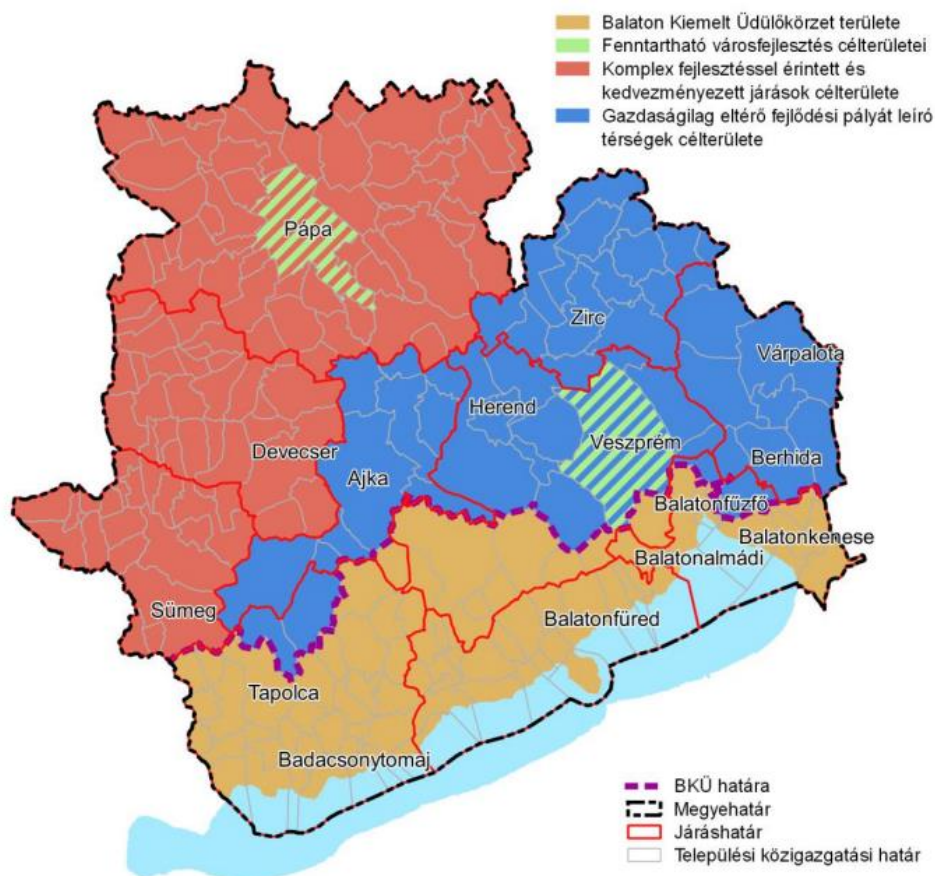 Balaton Kiemelt Üdülőkörzet területe
Fenntartható városfejlesztés célterületei
Komplex fejlesztéssel érintett és
kedvezményezett járások célterülete
Gazdaságilag eltérő fejlődési pályát leíró
térségek célterülete
Pápa
Zirc
Várpalota
Herend
Veszprém
Devecser
Ajka
Berhida
Balatonfűzfő
Balatonkenese
Balatonalmádi
Sümeg
Balatonfüred
Tapolca
Badacsonytomaj
BKÜ határa
Megyehatár
Járáshatár
Települési közigazgatási határ